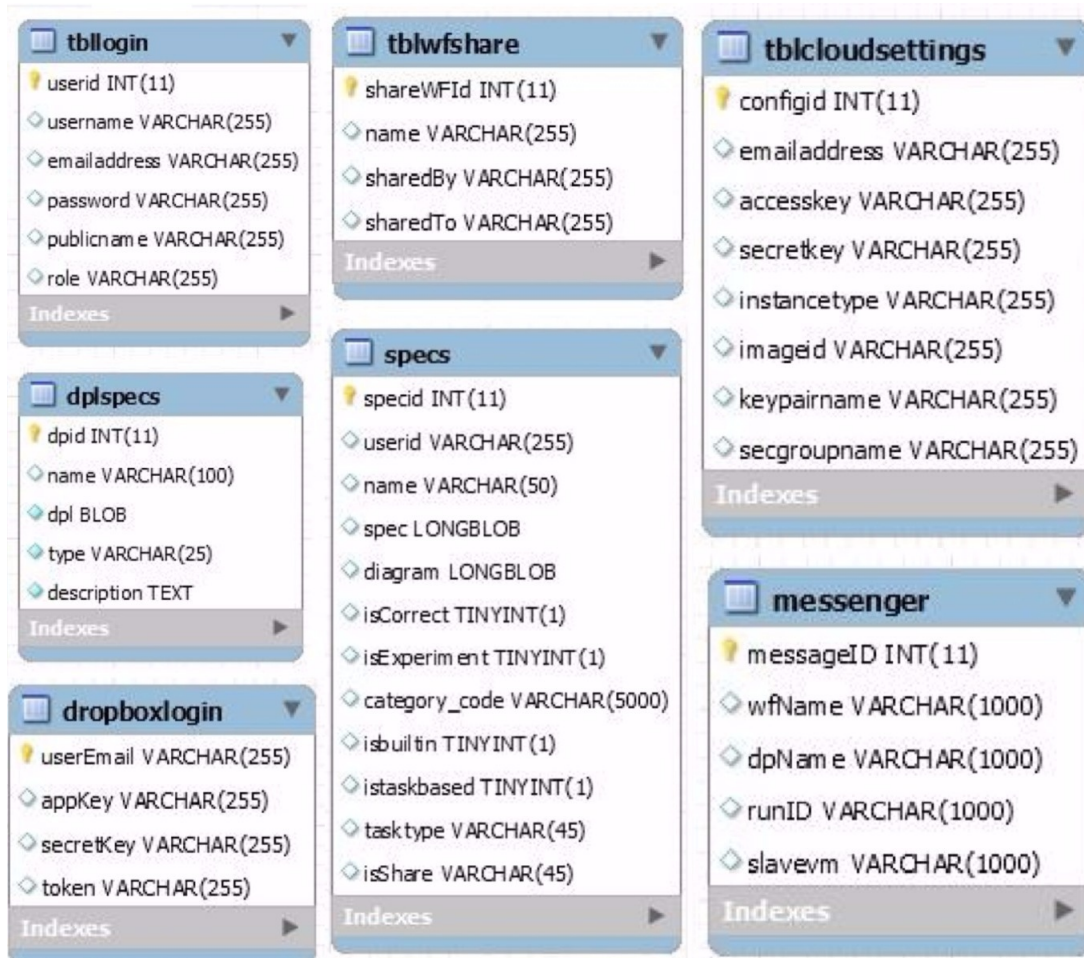 tbllogin
userid INT(11)
username VARCHAR(255)
emailaddress VARCHAR(255)
password VARCHAR(255)
publicname VARCHAR(255)
role VARCHAR(255)
Indexes
dplspecs
dpid INT(11)
name VARCHAR(100)
dpl BLOB
type VARCHAR(25)
description TEXT
Indexes
dropboxlogin
userEmail VARCHAR(255)
appKey VARCHAR(255)
secretKey VARCHAR(255)
token VARCHAR(255)
Indexes
tblwfshare
shareWFId INT(11)
name VARCHAR(255)
sharedBy VARCHAR(255)
sharedTo VARCHAR(255)
Indexes
specs
specid INT(11)
userid VARCHAR(255)
name VARCHAR(50)
spec LONGBLOB
diagram LONGBLOB
isCorrect TINYINT(1)
isExperiment TINYINT(1)
category_code VARCHAR(5000)
isbuiltin TINYINT(1)
istaskbased TINYINT(1)
tasktype VARCHAR(45)
isShare VARCHAR(45)
tblcloudsettings
configid INT(11)
emailaddress VARCHAR(255)
accesskey VARCHAR(255)
secretkey VARCHAR(255)
instancetype VARCHAR(255)
imageid VARCHAR(255)
keypairname VARCHAR(255)
secgroupname VARCHAR(255)
Indexes
messenger
messageID INT(11)
wfName VARCHAR(1000)
dpName VARCHAR(1000)
runID VARCHAR(1000)
slavevm VARCHAR(1000)
Indexes